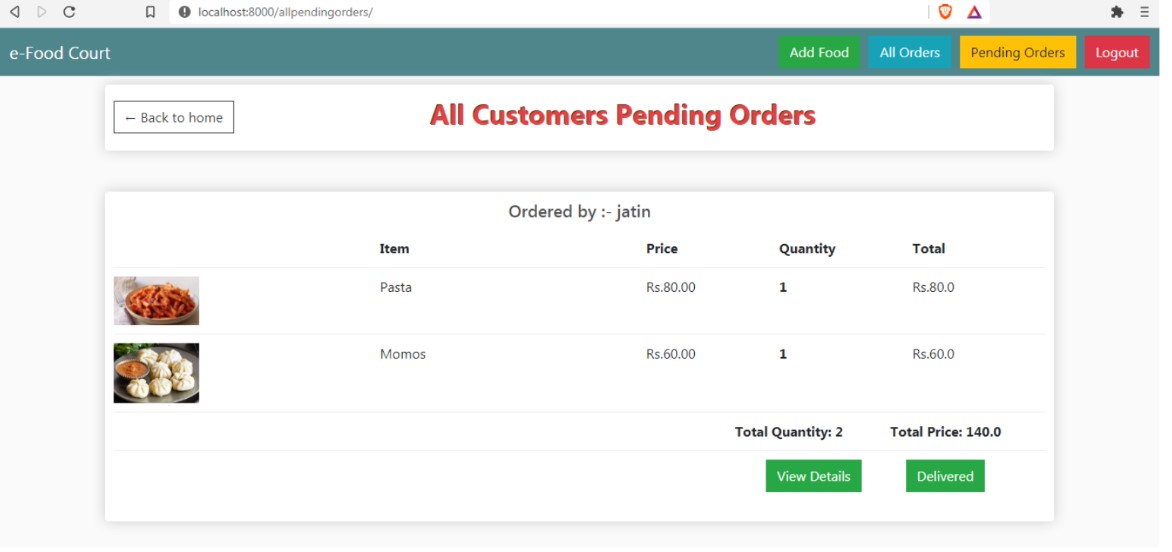 localhost:8000/allpendingorders/
e-Food Court Add Food All Orders Pending Orders Logout
← Back to home All Customers Pending Orders
Ordered by :- jatin
Item Price Quantity Total
Pasta Rs.80.00 1 Rs.80.0
Momos Rs.60.00 1 Rs.60.0
Total Quantity: 2 Total Price: 140.0
View Details Delivered